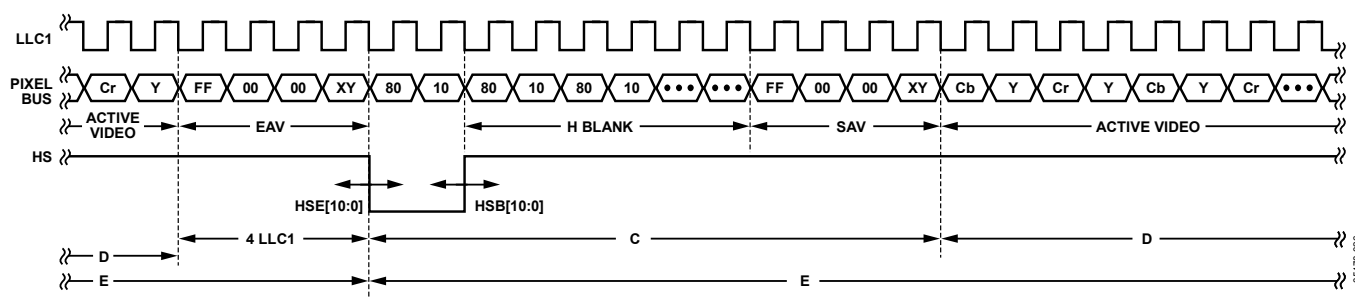 LLC1
PIXEL BUS Cr Y FF 00 00 XY 80 10 80 10 80 10 ••• ••• FF 00 00 XY Cb Y Cr Y Cb Y Cr •••
ACTIVE VIDEO EAV H BLANK SAV ACTIVE VIDEO
HS
HSE[10:0] HSB[10:0]
4 LLC1 C D
D
E E